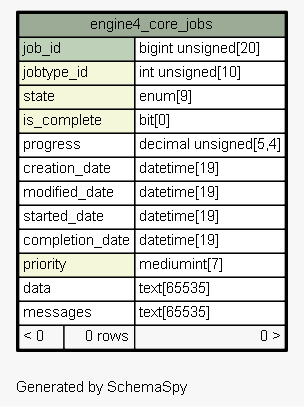 engine4_core_jobs
job_id bigint unsigned[20]
jobtype_id int unsigned[10]
state enum[9]
is_complete bit[0]
progress decimal unsigned[5,4]
creation_date datetime[19]
modified_date datetime[19]
started_date datetime[19]
completion_date datetime[19]
priority mediumint[7]
data text[65535]
messages text[65535]
< 0 0 rows 0 >
Generated by SchemaSpy